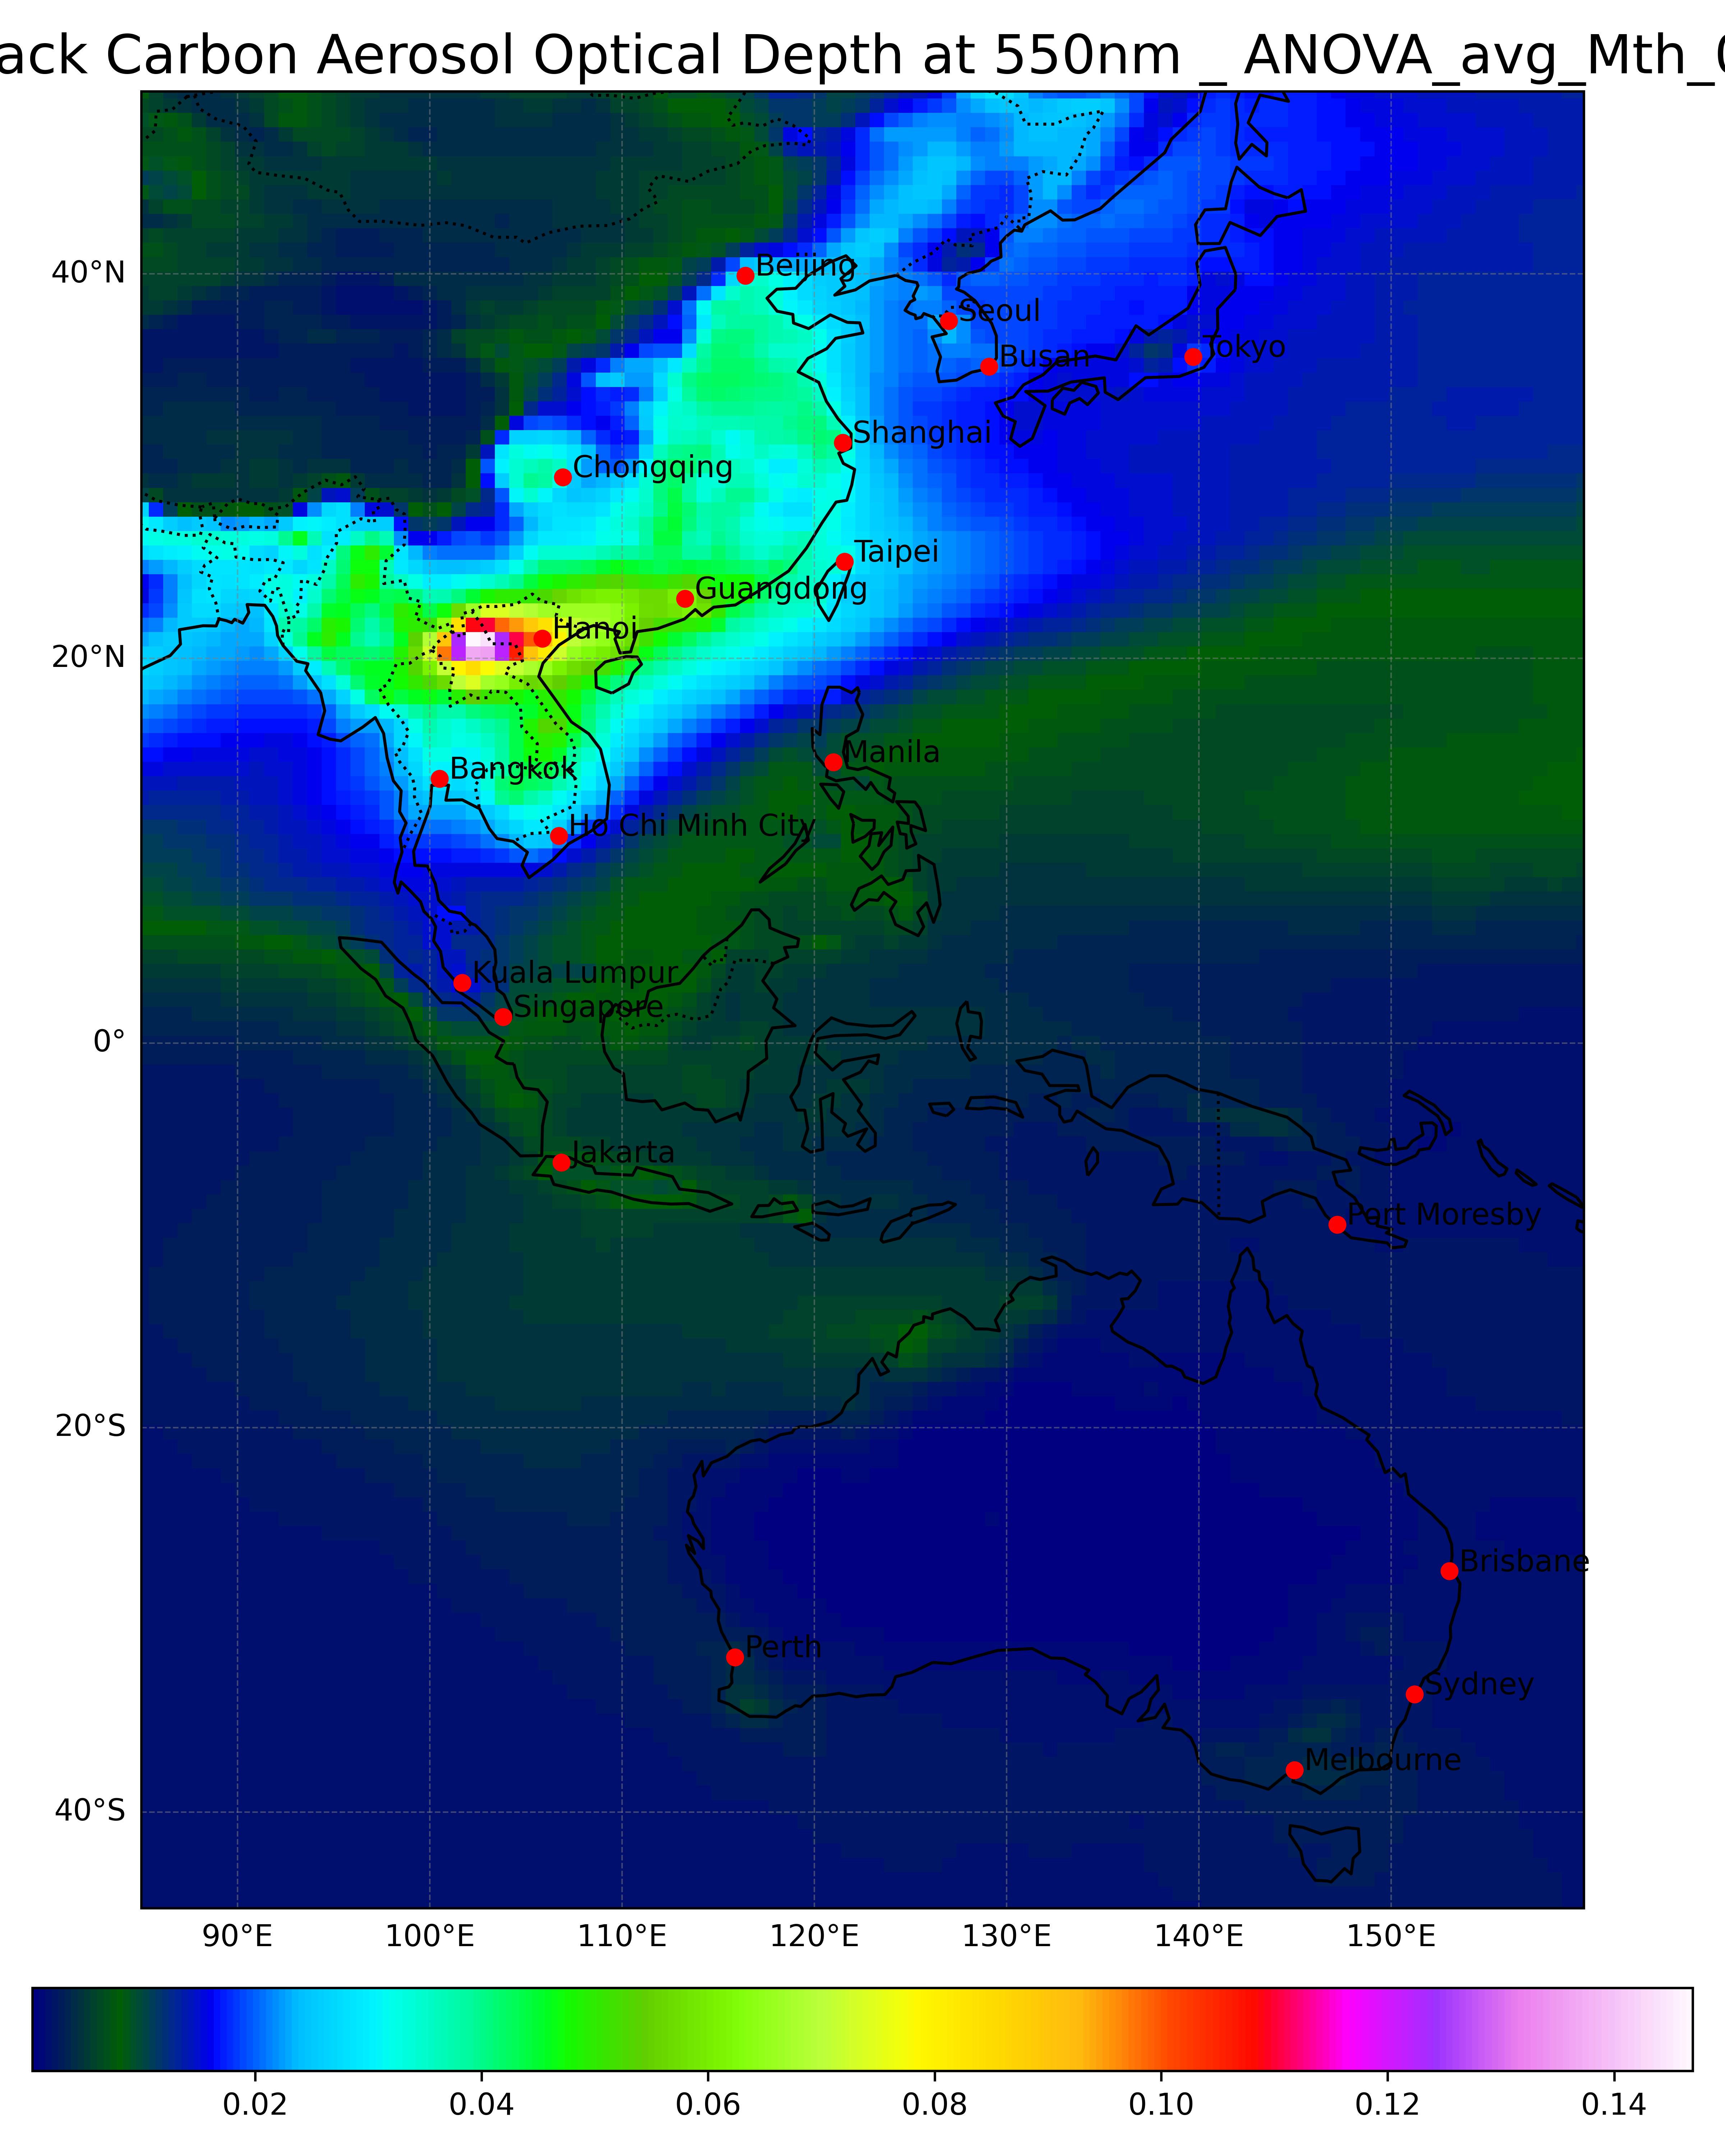 ack Carbon Aerosol Optical Depth at 550nm _ ANOVA_avg_Mth_0
40°N
20°N
0°
20°S
40°S
Beijing
Seoul
Busan
Tokyo
Shanghai
Chongqing
Taipei
Guangdong
Hanoi
Manila
Bangkok
Ho Chi Minh City
Kuala Lumpur
Singapore
Jakarta
Port Moresby
Brisbane
Perth
Sydney
Melbourne
90°E 100°E 110°E 120°E 130°E 140°E 150°E
0.02 0.04 0.06 0.08 0.10 0.12 0.14